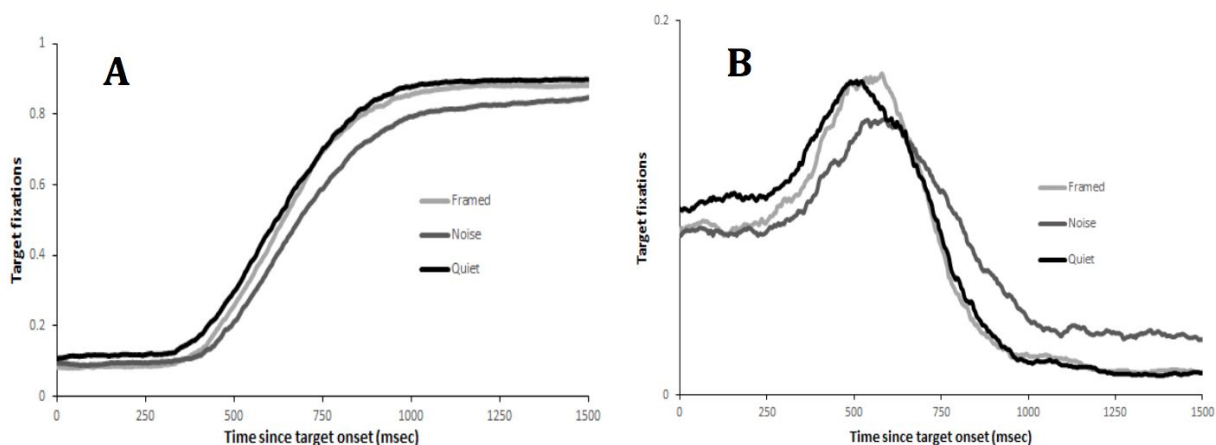 A
Target fixations
1
0.8
0.6
0.4
0.2
0
Framed
Noise
Quiet
0 250 500 750 1000 1250 1500
Time since target onset (msec)
B
Target fixations
0.2
0
Framed
Noise
Quiet
0 250 500 750 1000 1250 1500
Time since target onset (msec)